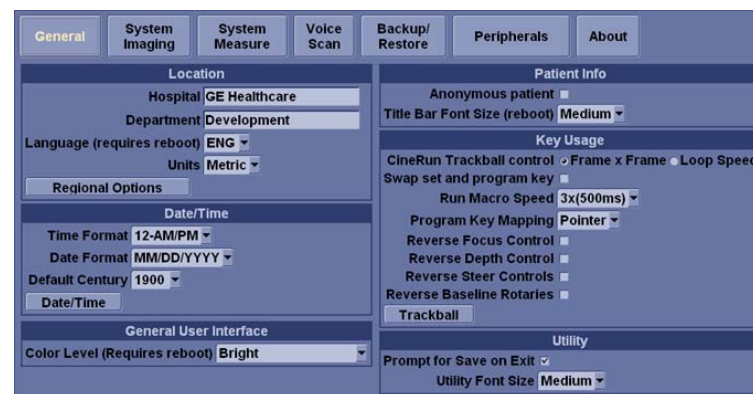 General
System Imaging
System Measure
Voice Scan
Backup/ Restore
Peripherals
About
Location
Hospital GE Healthcare
Department Development
Language (requires reboot) ENG
Units Metric
Regional Options
Date/Time
Time Format 12-AM/PM
Date Format MM/DD/YYYY
Default Century 1900
Date/Time
General User Interface
Color Level (Requires reboot) Bright
Patient Info
Anonymous patient
Title Bar Font Size (reboot) Medium
Key Usage
CineRun Trackball control Frame x Frame Loop Speed
Swap set and program key
Run Macro Speed 3x(500ms)
Program Key Mapping Pointer
Reverse Focus Control
Reverse Depth Control
Reverse Steer Controls
Reverse Baseline Rotaries
Trackball
Utility
Prompt for Save on Exit
Utility Font Size Medium